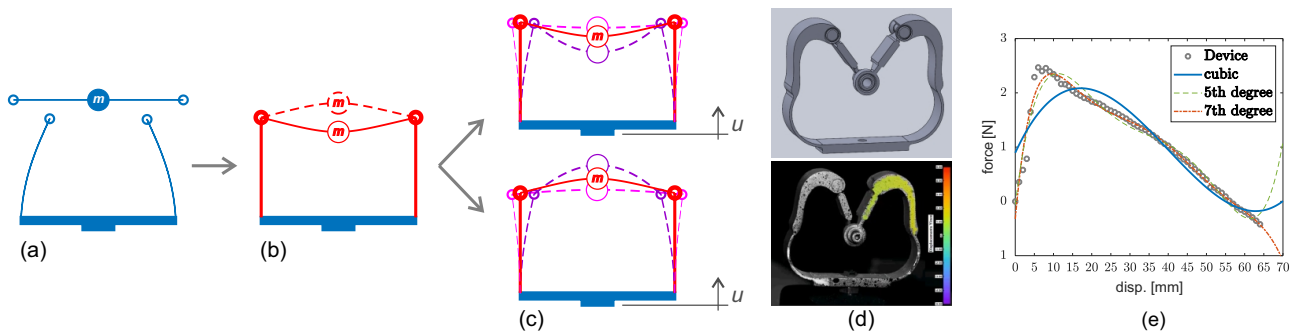 m
(a)
m
m
(b)
m
u
m
u
(c)
(d)
3
2
1
0
1
force [N]
0 5 10 15 20 25 30 35 40 45 50 55 60 65 70
disp. [mm]
Device
cubic
5th degree
7th degree
(e)